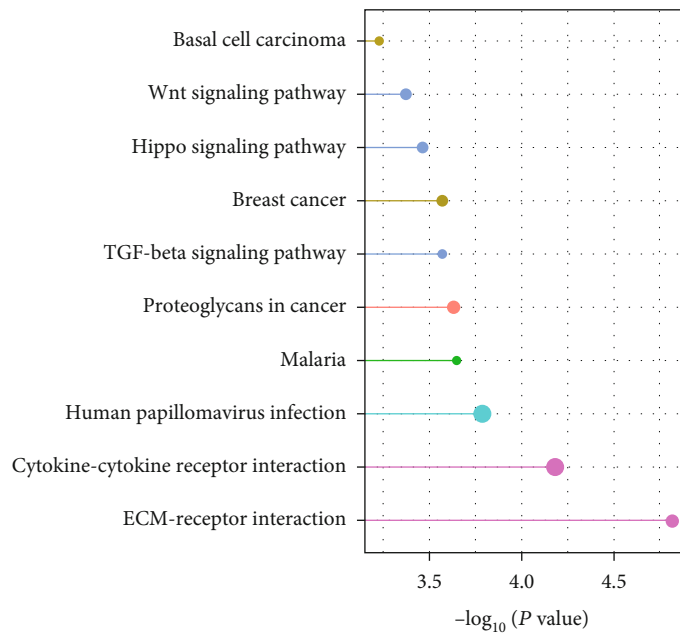 Basal cell carcinoma
Wnt signaling pathway
Hippo signaling pathway
Breast cancer
TGF-beta signaling pathway
Proteoglycans in cancer
Malaria
Human papillomavirus infection
Cytokine-cytokine receptor interaction
ECM-receptor interaction
3.5 4.0 4.5
–log₁₀ (P value)